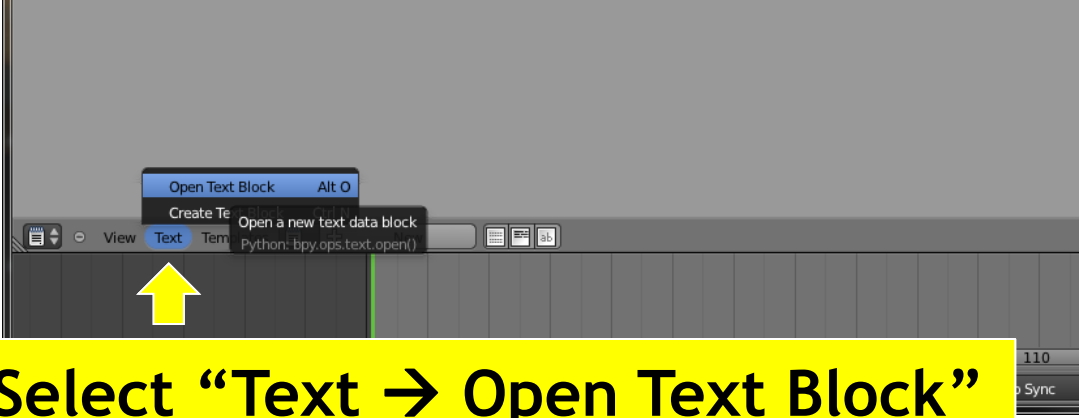 Open Text Block Alt O
Create Te
Open a new text data block
View Text Tem
Python: bpy.ops.text.open()
ab
110
Select “Text → Open Text Block”
Sync